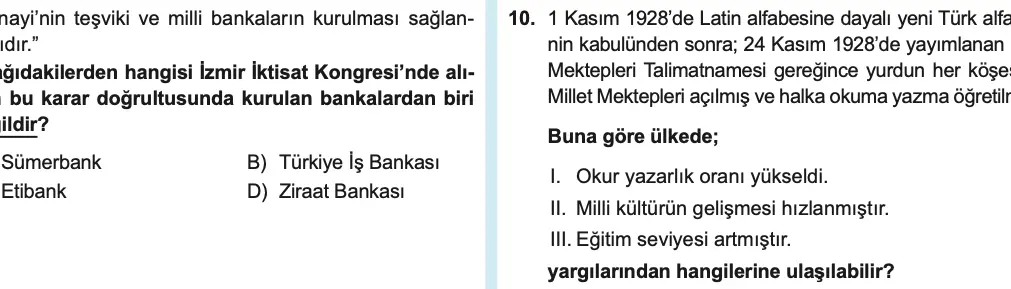 nayi’nin teşviki ve milli bankaların kurulması sağlan-
ıdır.”
ğıdakilerden hangisi İzmir İktisat Kongresi’nde alı-
bu karar doğrultusunda kurulan bankalardan biri
ildir?
Sümerbank B) Türkiye İş Bankası
Etibank D) Ziraat Bankası
10. 1 Kasım 1928’de Latin alfabesine dayalı yeni Türk alfa
nin kabulünden sonra; 24 Kasım 1928’de yayımlanan
Mektepleri Talimatnamesi gereğince yurdun her köşes
Millet Mektepleri açılmış ve halka okuma yazma öğretilm
Buna göre ülkede;
I. Okur yazarlık oranı yükseldi.
II. Milli kültürün gelişmesi hızlanmıştır.
III. Eğitim seviyesi artmıştır.
yargılarından hangilerine ulaşılabilir?